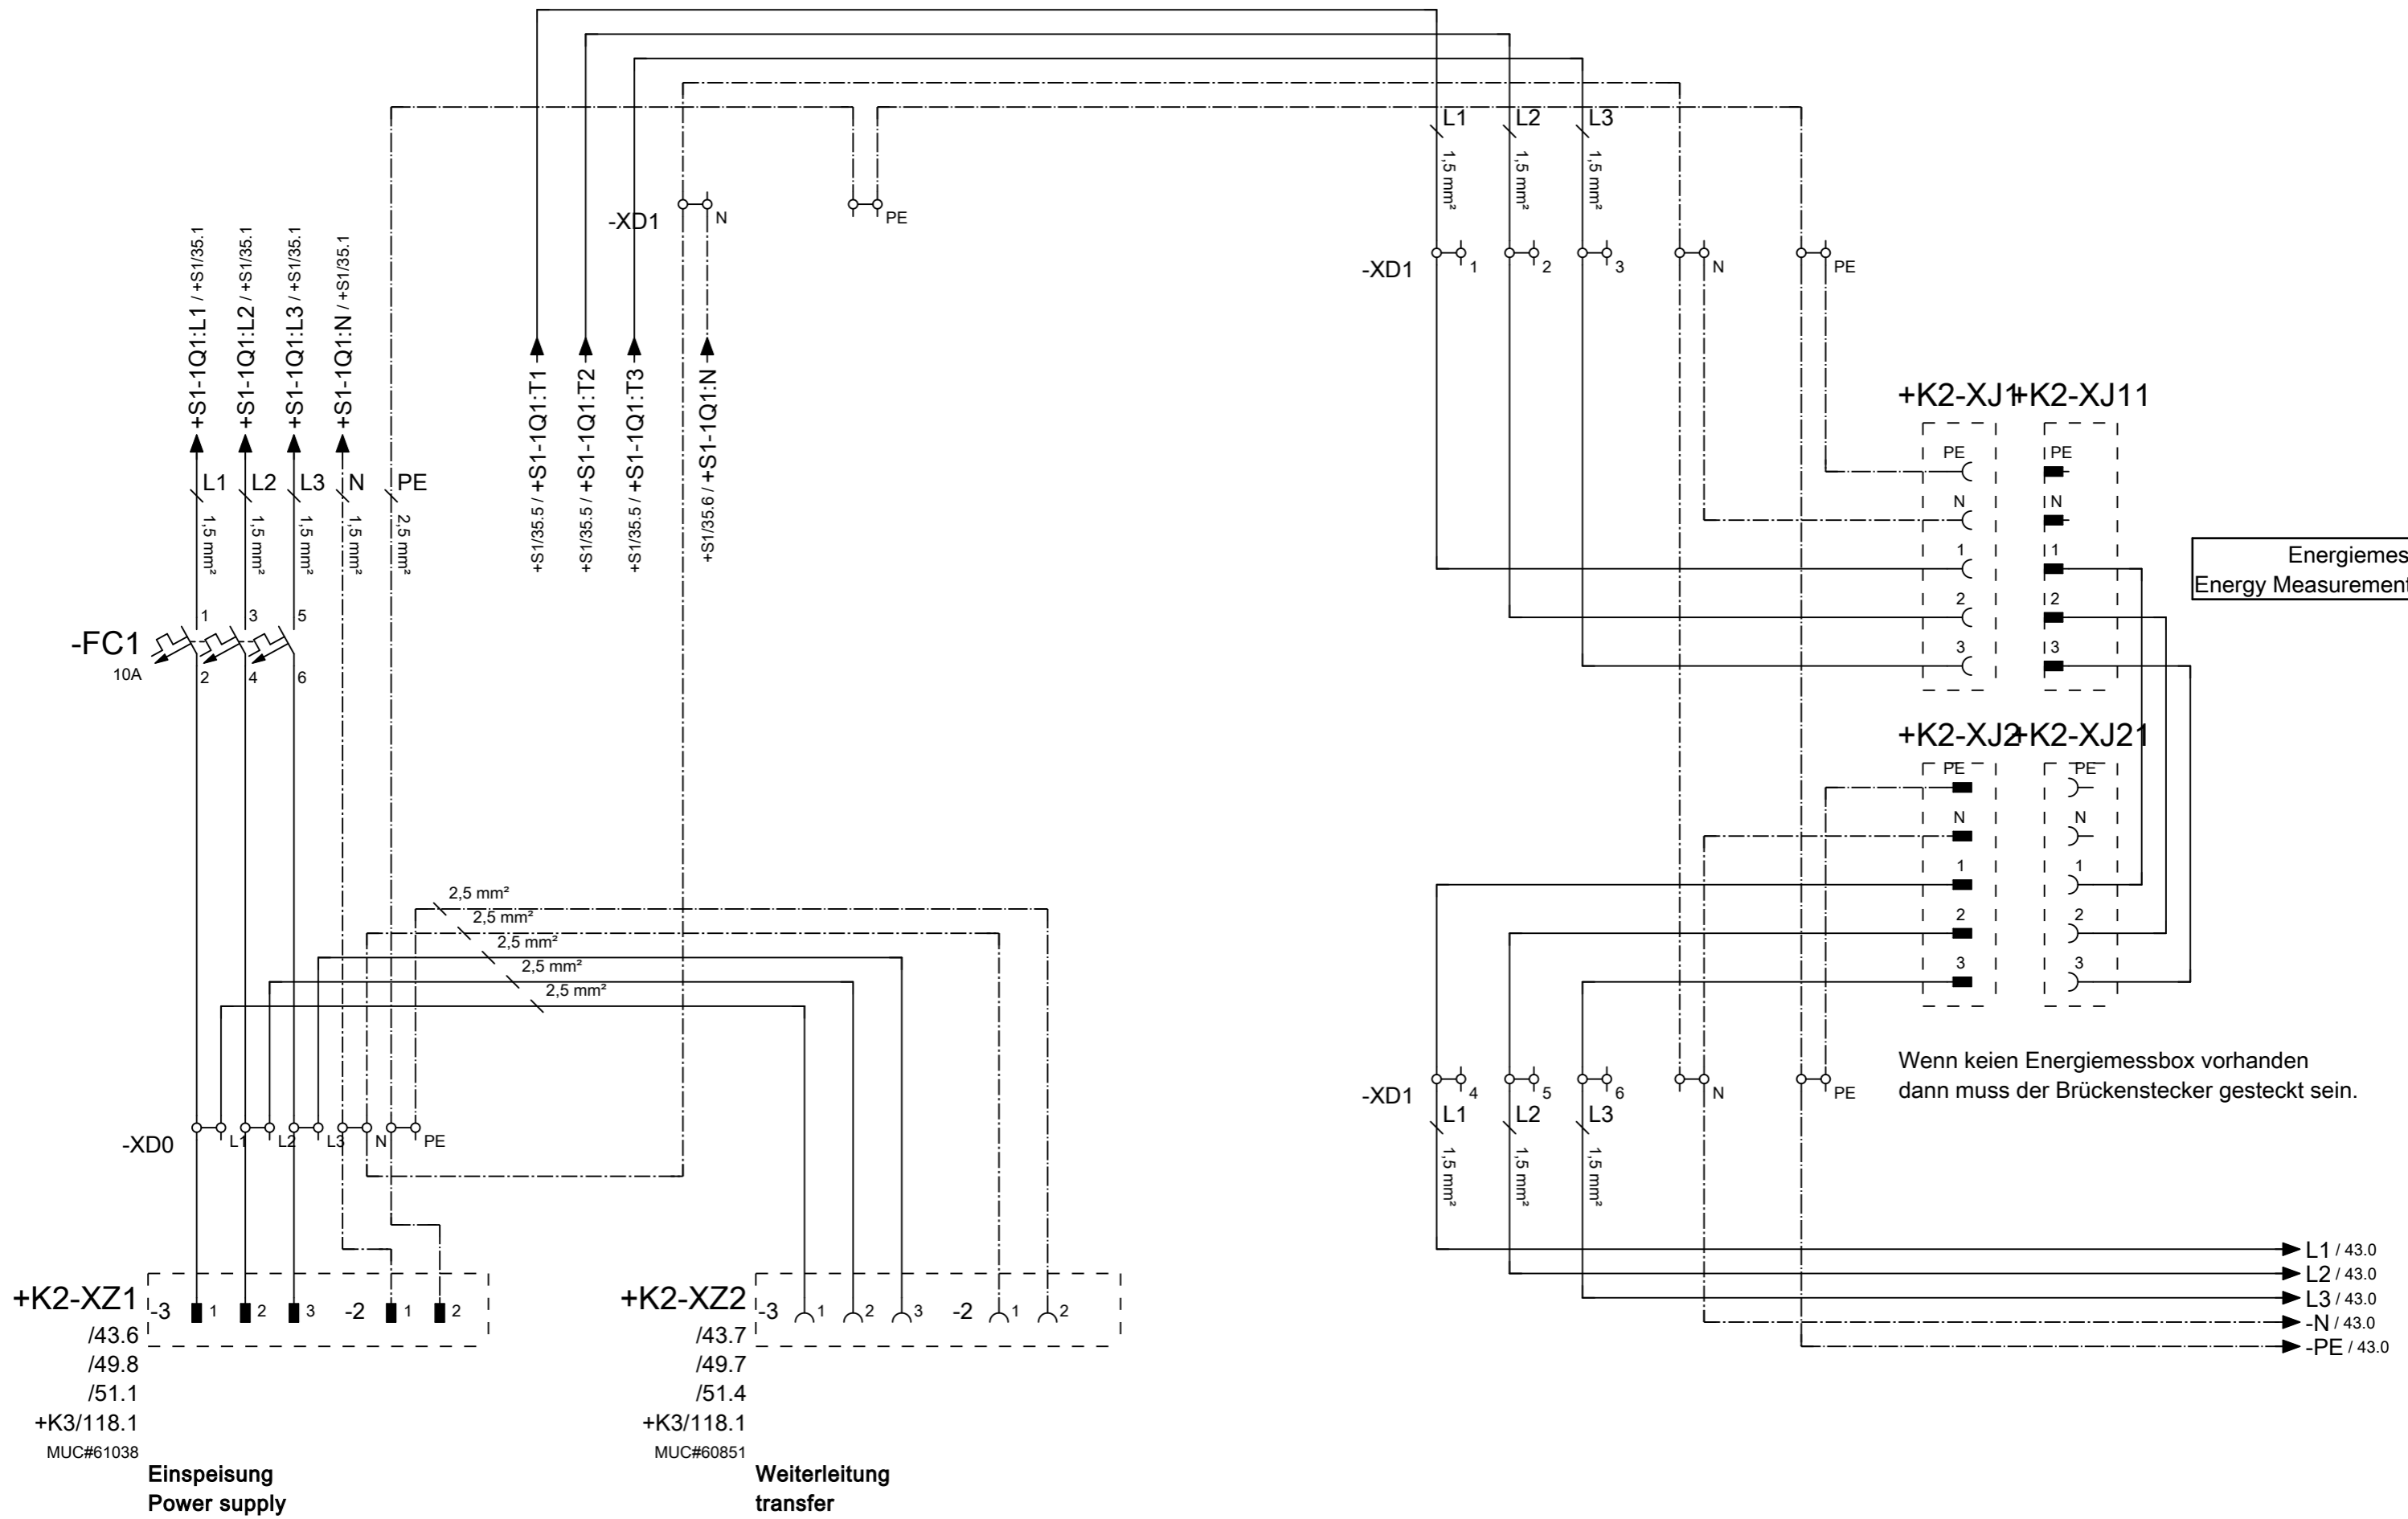 L1
L2
L3
1,5 mm²
1,5 mm²
1,5 mm²
-XD1
N
PE
-XD1
1
2
3
N
PE
+S1-1Q1:L1 / +S1/35.1
+S1-1Q1:L2 / +S1/35.1
+S1-1Q1:L3 / +S1/35.1
+S1-1Q1:N / +S1/35.1
+S1/35.5 / +S1-1Q1:T1
+S1/35.5 / +S1-1Q1:T2
+S1/35.5 / +S1-1Q1:T3
+S1/35.6 / +S1-1Q1:N
L1
L2
L3
N
PE
1,5 mm²
1,5 mm²
1,5 mm²
1,5 mm²
2,5 mm²
+K2-XJ1
+K2-XJ11
PE
PE
N
N
1
1
2
2
3
3
Energiemes
Energy Measurement
1
3
5
-FC1
10A
2
4
6
+K2-XJ2
+K2-XJ21
PE
PE
N
N
1
1
2
2
3
3
2,5 mm²
2,5 mm²
2,5 mm²
2,5 mm²
2,5 mm²
Wenn keien Energiemessbox vorhanden
dann muss der Brückenstecker gesteckt sein.
-XD1
4
5
6
N
PE
L1
L2
L3
1,5 mm²
1,5 mm²
1,5 mm²
-XD0
L1
L2
L3
N
PE
L1 / 43.0
L2 / 43.0
L3 / 43.0
-N / 43.0
-PE / 43.0
+K2-XZ1
-3
1
2
3
-2
1
2
/43.6
/49.8
/51.1
+K3/118.1
MUC#61038
Einspeisung
Power supply
+K2-XZ2
-3
1
2
3
-2
1
2
/43.7
/49.7
/51.4
+K3/118.1
MUC#60851
Weiterleitung
transfer